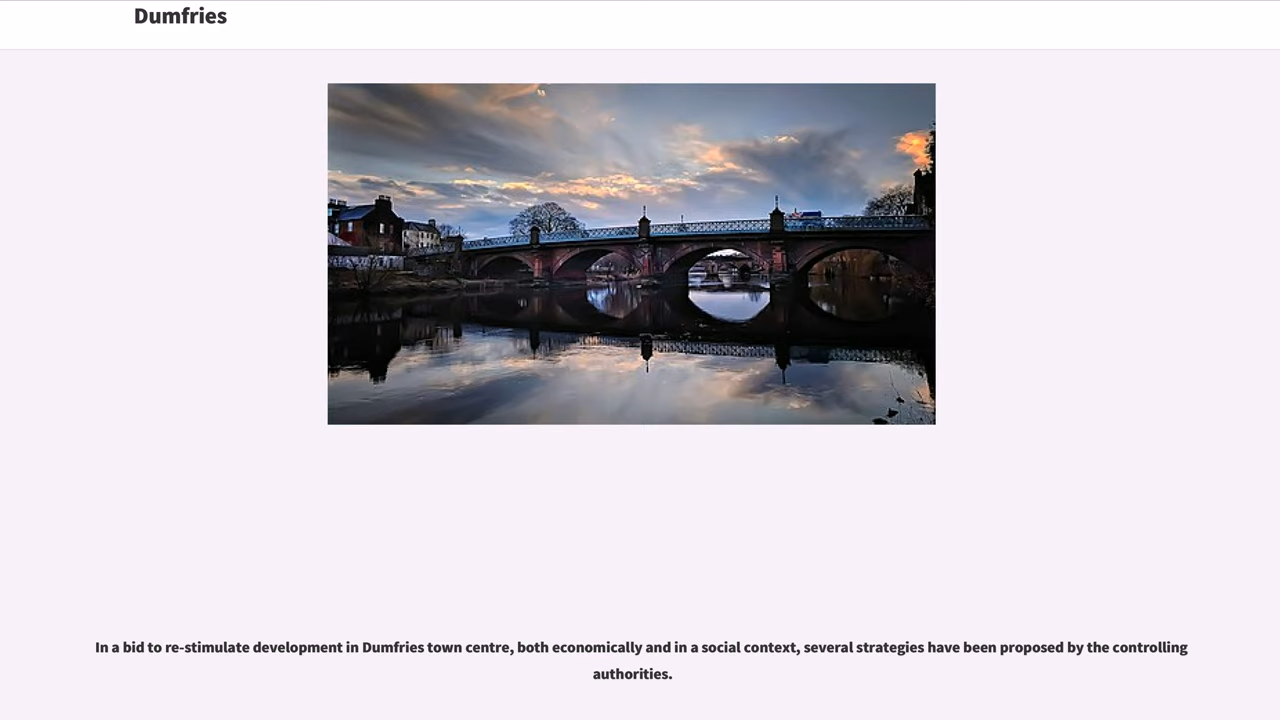 Dumfries
In a bid to re-stimulate development in Dumfries town centre, both economically and in a social context, several strategies have been proposed by the controlling
authorities.